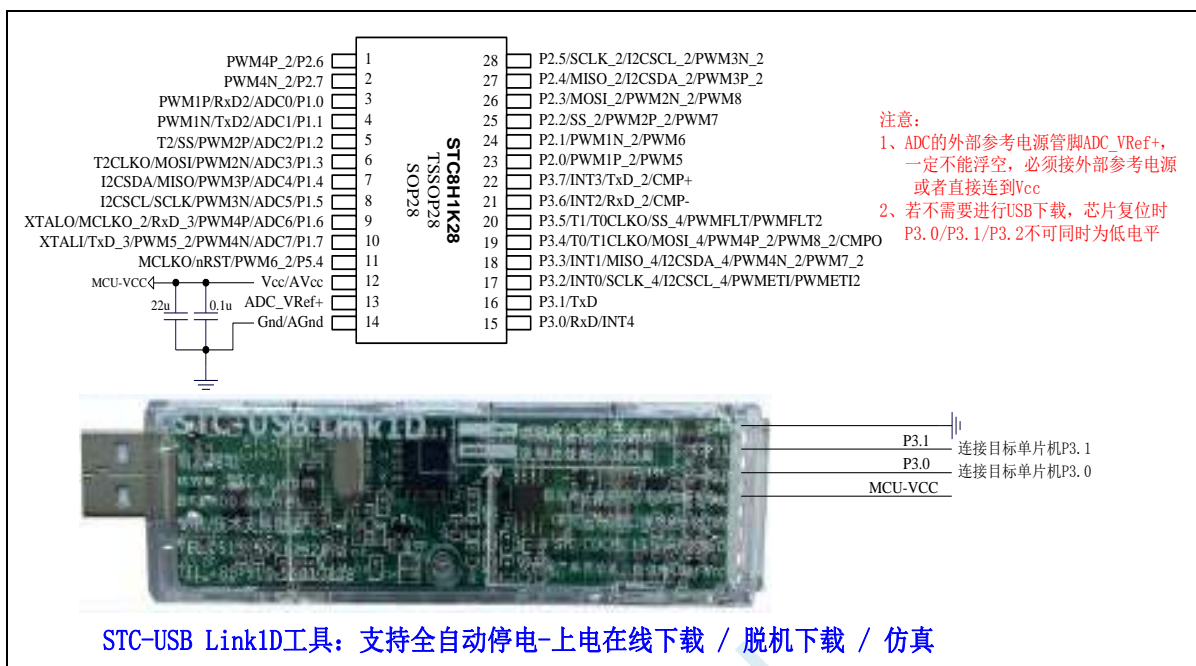 PWM4P_2/P2.6 1
PWM4N_2/P2.7 2
PWM1P/RxD2/ADC0/P1.0 3
PWM1N/TxD2/ADC1/P1.1 4
T2/SS/PWM2P/ADC2/P1.2 5
T2CLKO/MOSI/PWM2N/ADC3/P1.3 6
I2CSDA/MISO/PWM3P/ADC4/P1.4 7
I2CSCL/SCLK/PWM3N/ADC5/P1.5 8
XTALO/MCLKO_2/RxD_3/PWM4P/ADC6/P1.6 9
XTALI/TxD_3/PWM5_2/PWM4N/ADC7/P1.7 10
MCLKO/nRST/PWM6_2/P5.4 11
MCU-VCC Vcc/AVcc 12
ADC_VRef+ 13
Gnd/AGnd 14
22u 0.1u
STC8H1K28
TSSOP28
SOP28
28 P2.5/SCLK_2/I2CSCL_2/PWM3N_2
27 P2.4/MISO_2/I2CSDA_2/PWM3P_2
26 P2.3/MOSI_2/PWM2N_2/PWM8
25 P2.2/SS_2/PWM2P_2/PWM7
24 P2.1/PWM1N_2/PWM6
23 P2.0/PWM1P_2/PWM5
22 P3.7/INT3/TxD_2/CMP+
21 P3.6/INT2/RxD_2/CMP-
20 P3.5/T1/T0CLKO/SS_4/PWMFLT/PWMFLT2
19 P3.4/T0/T1CLKO/MOSI_4/PWM4P_2/PWM8_2/CMPO
18 P3.3/INT1/MISO_4/I2CSDA_4/PWM4N_2/PWM7_2
17 P3.2/INT0/SCLK_4/I2CSCL_4/PWMETI/PWMETI2
16 P3.1/TxD
15 P3.0/RxD/INT4
注意：
1、ADC的外部参考电源管脚ADC_VRef+，
一定不能浮空，必须接外部参考电源
或者直接连到Vcc
2、若不需要进行USB下载，芯片复位时
P3.0/P3.1/P3.2不可同时为低电平
STC-USB Link1D
P3.1 连接目标单片机P3.1
P3.0 连接目标单片机P3.0
MCU-VCC
STC-USB Link1D工具：支持全自动停电-上电在线下载 / 脱机下载 / 仿真